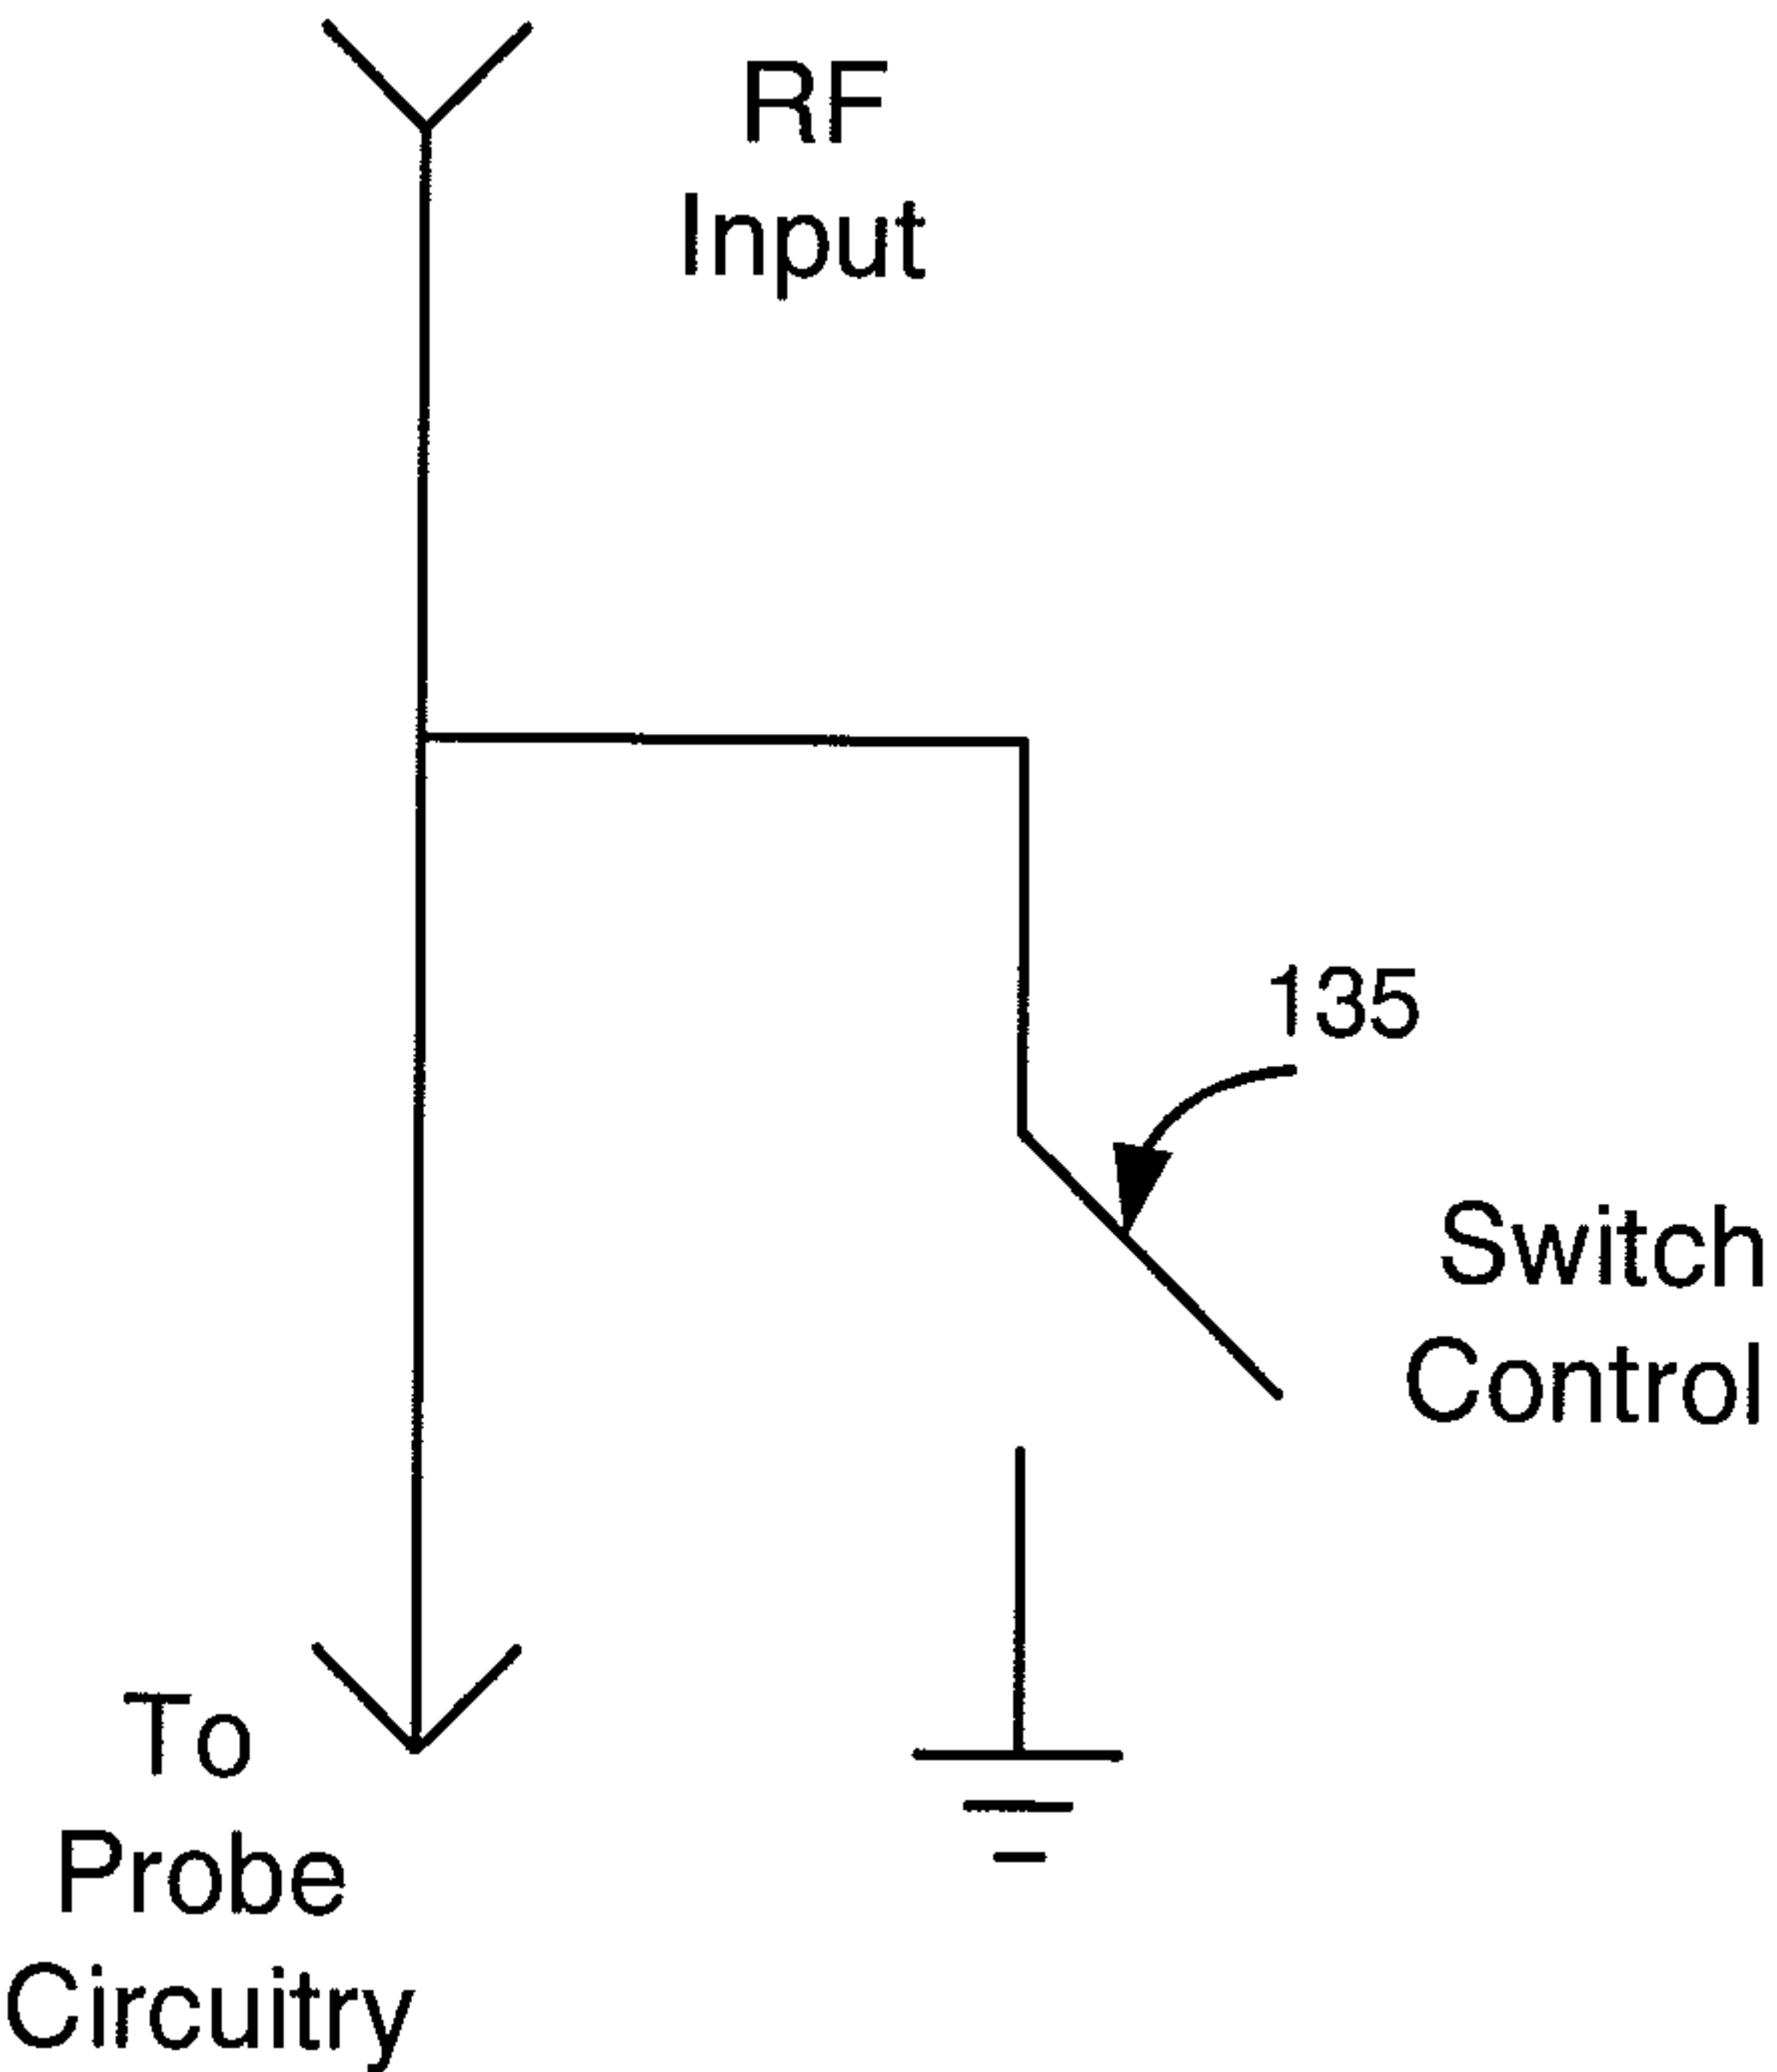 RF
Input
135
Switch
Control
To
Probe
Circuitry